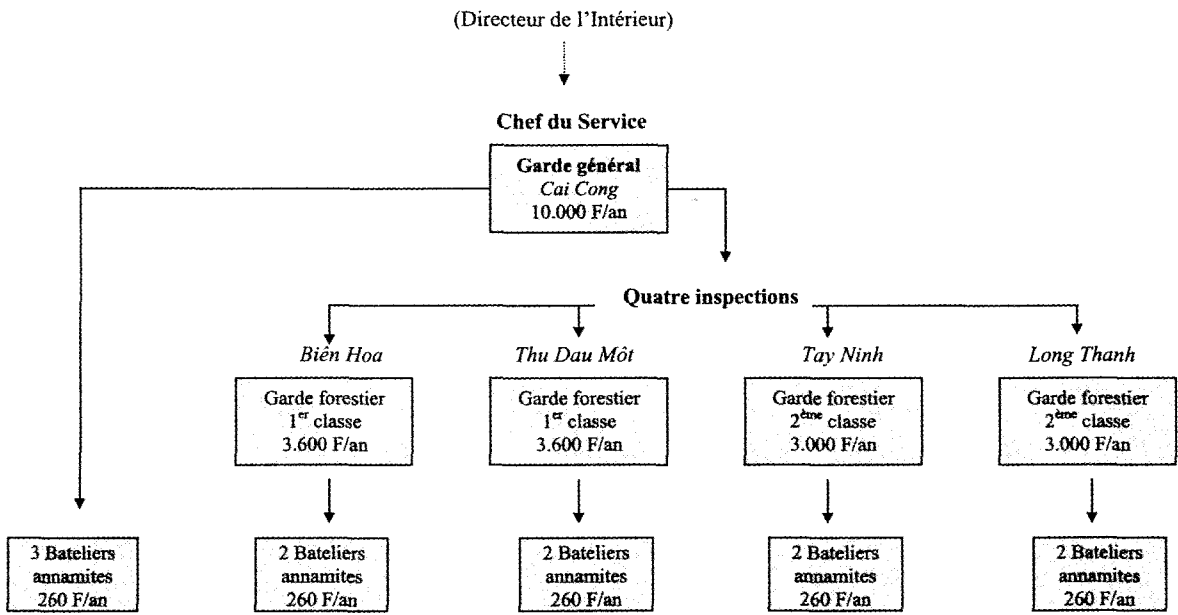 (Directeur de l'Intérieur)
Chef du Service
Garde général
Cai Cong
10.000 F/an
Quatre inspections
Biên Hoa
Garde forestier
1er classe
3.600 F/an
Thu Dau Môt
Garde forestier
1er classe
3.600 F/an
Tay Ninh
Garde forestier
2ème classe
3.000 F/an
Long Thanh
Garde forestier
2ème classe
3.000 F/an
3 Bateliers
annamites
260 F/an
2 Bateliers
annamites
260 F/an
2 Bateliers
annamites
260 F/an
2 Bateliers
annamites
260 F/an
2 Bateliers
annamites
260 F/an